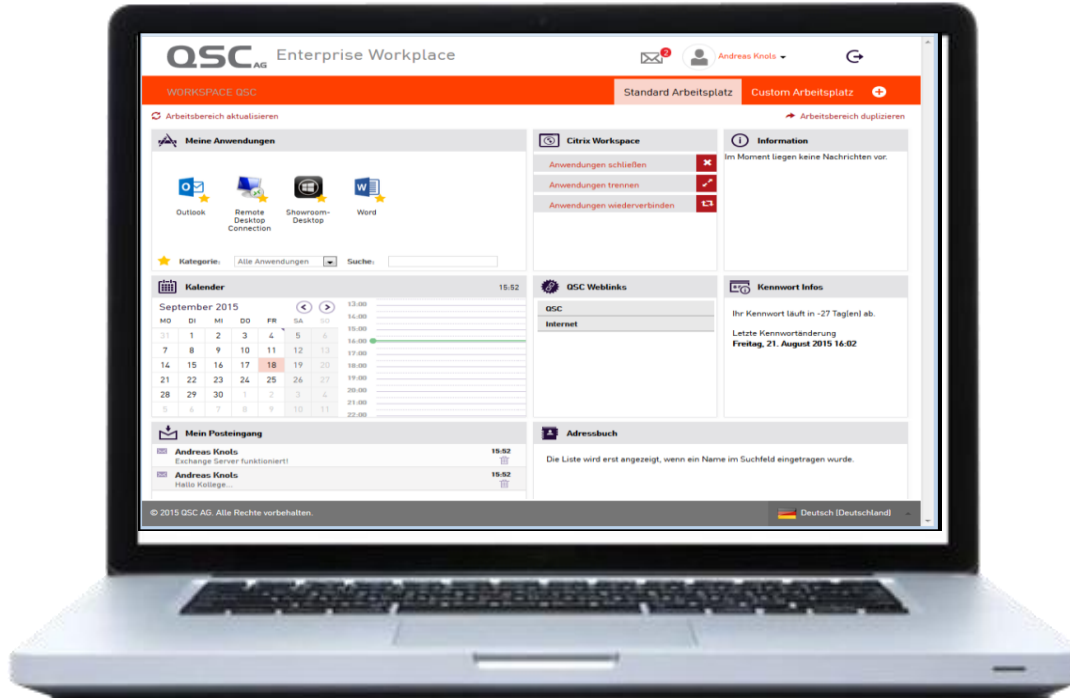 QSC AG Enterprise Workplace
2
Andreas Knols
WORKSPACE QSC
Standard Arbeitsplatz
Custom Arbeitsplatz
Arbeitsbereich aktualisieren
Arbeitsbereich duplizieren
Meine Anwendungen
Outlook
Remote
Desktop
Connection
Showroom-
Desktop
Word
Kategorie:
Alle Anwendungen
Suche:
Citrix Workspace
Anwendungen schließen
Anwendungen trennen
Anwendungen wiederverbinden
Information
Im Moment liegen keine Nachrichten vor.
Kalender
15:52
September 2015
MO DI MI DO FR SA SO
31 1 2 3 4 5 6
7 8 9 10 11 12 13
14 15 16 17 18 19 20
21 22 23 24 25 26 27
28 29 30 1 2 3 4
5 6 7 8 9 10 11
13:00
14:00
15:00
16:00
17:00
18:00
19:00
20:00
21:00
22:00
QSC Weblinks
QSC
Internet
Kennwort Infos
Ihr Kennwort läuft in -27 Tag(en) ab.
Letzte Kennwortänderung
Freitag, 21. August 2015 16:02
Mein Posteingang
Andreas Knols
15:52
Exchange Server funktioniert!
Andreas Knols
15:52
Hallo Kollege...
Adressbuch
Die Liste wird erst angezeigt, wenn ein Name im Suchfeld eingetragen wurde.
© 2015 QSC AG. Alle Rechte vorbehalten.
Deutsch (Deutschland)